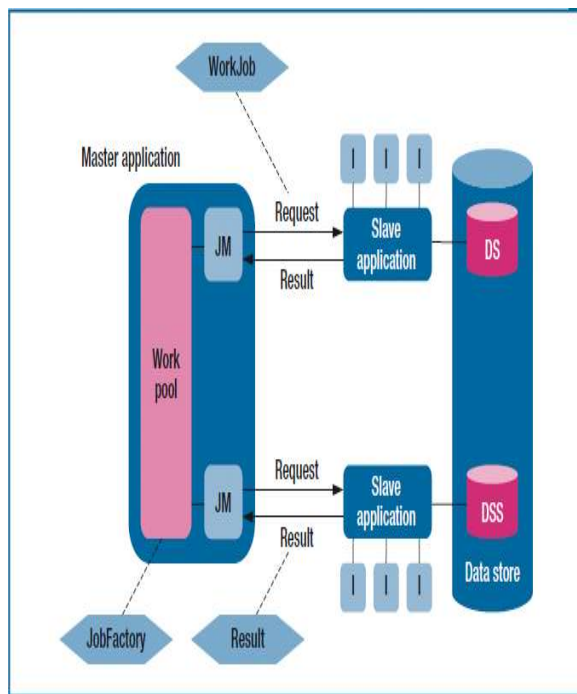 WorkJob
Master application
I I I
Request
JM
Slave
application
DS
Result
Work
pool
Request
JM
Slave
application
DSS
Result
I I I
Data store
JobFactory
Result